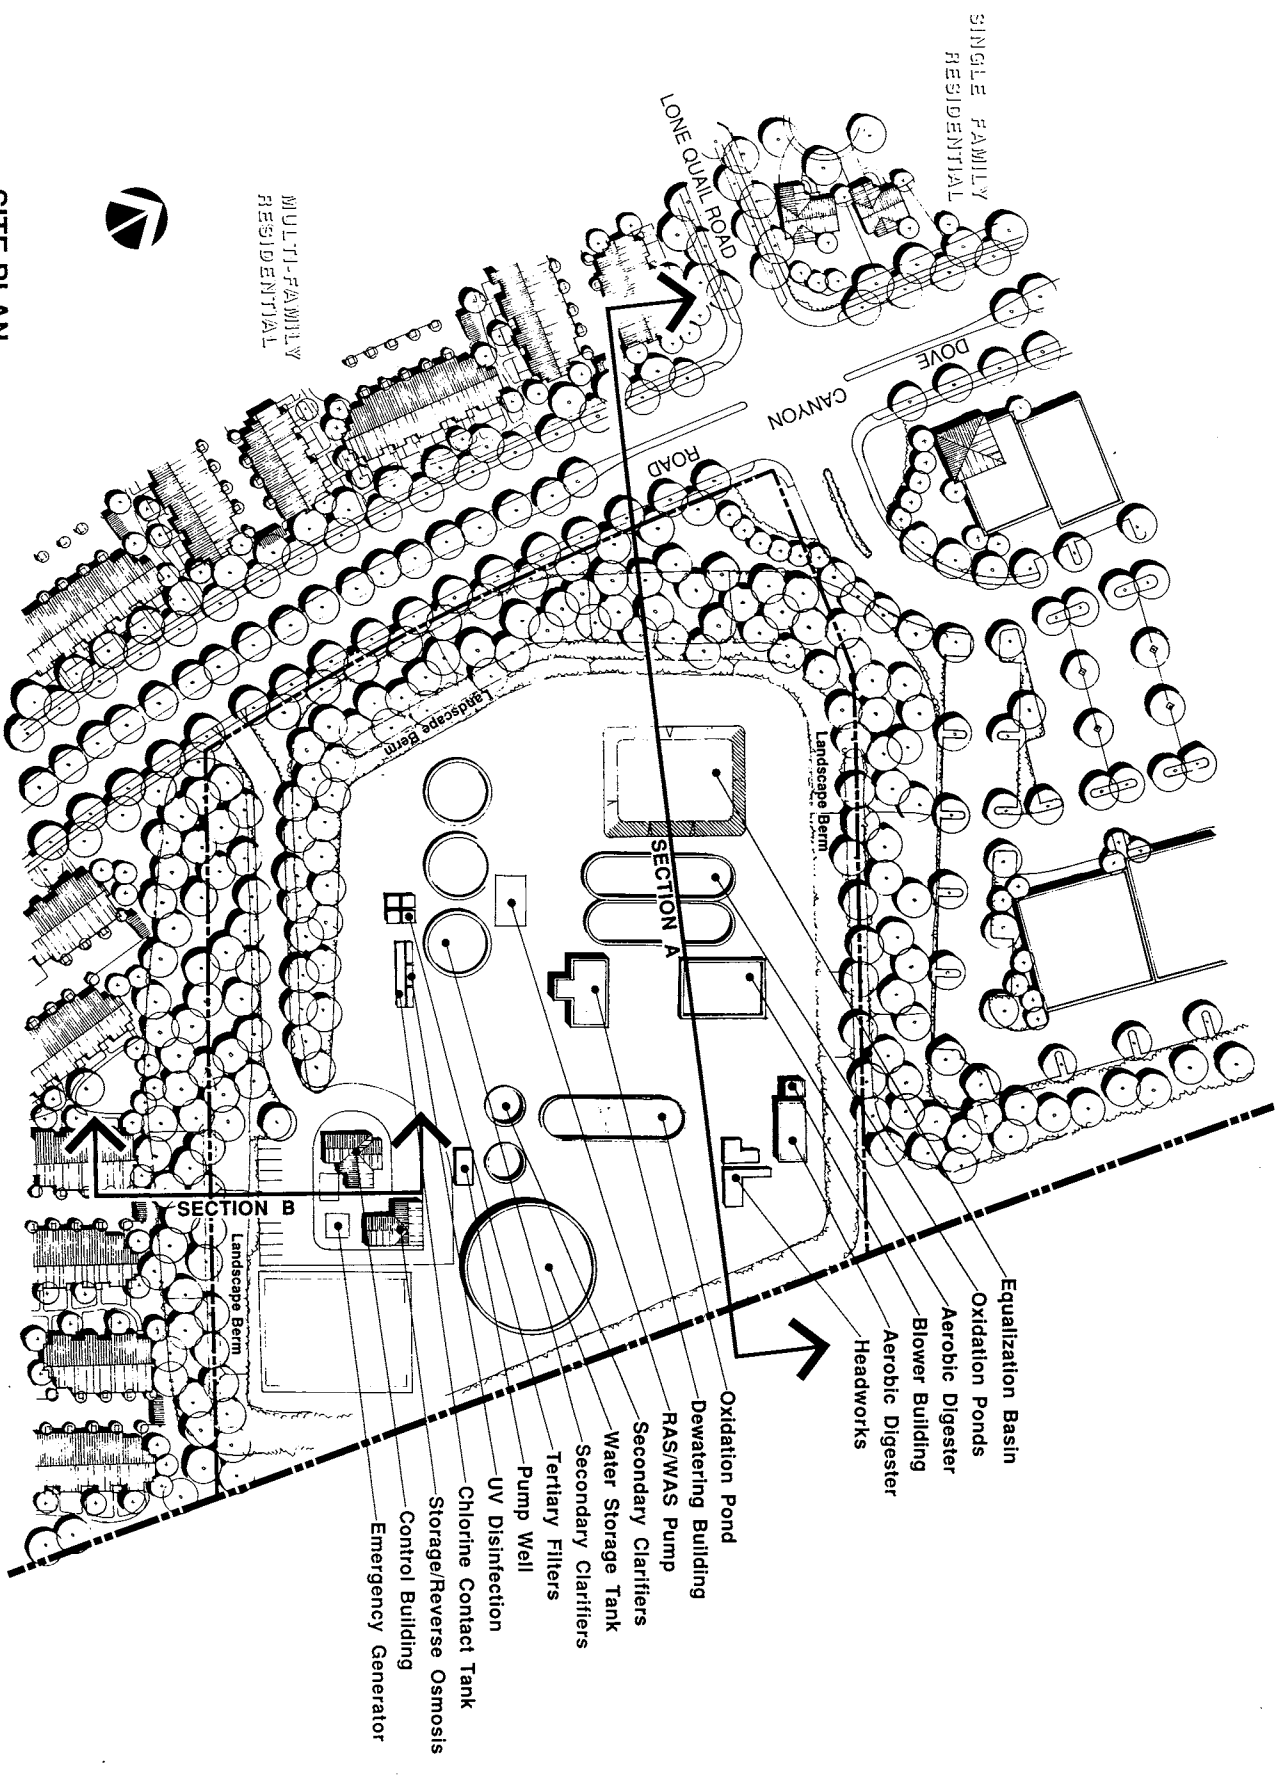 SINGLE FAMILY
RESIDENTIAL
LONE QUAIL ROAD
DOVE
CANYON
ROAD
MULTI-FAMILY
RESIDENTIAL
SITE PLAN
Landscape Berm
Landscape Berm
Landscape Berm
SECTION A
SECTION B
Equalization Basin
Oxidation Ponds
Aerobic Digester
Blower Building
Aerobic Digester
Headworks
Oxidation Pond
Dewatering Building
RAS/WAS Pump
Secondary Clarifiers
Water Storage Tank
Secondary Clarifiers
Tertiary Filters
Pump Well
UV Disinfection
Chlorine Contact Tank
Storage/Reverse Osmosis
Control Building
Emergency Generator